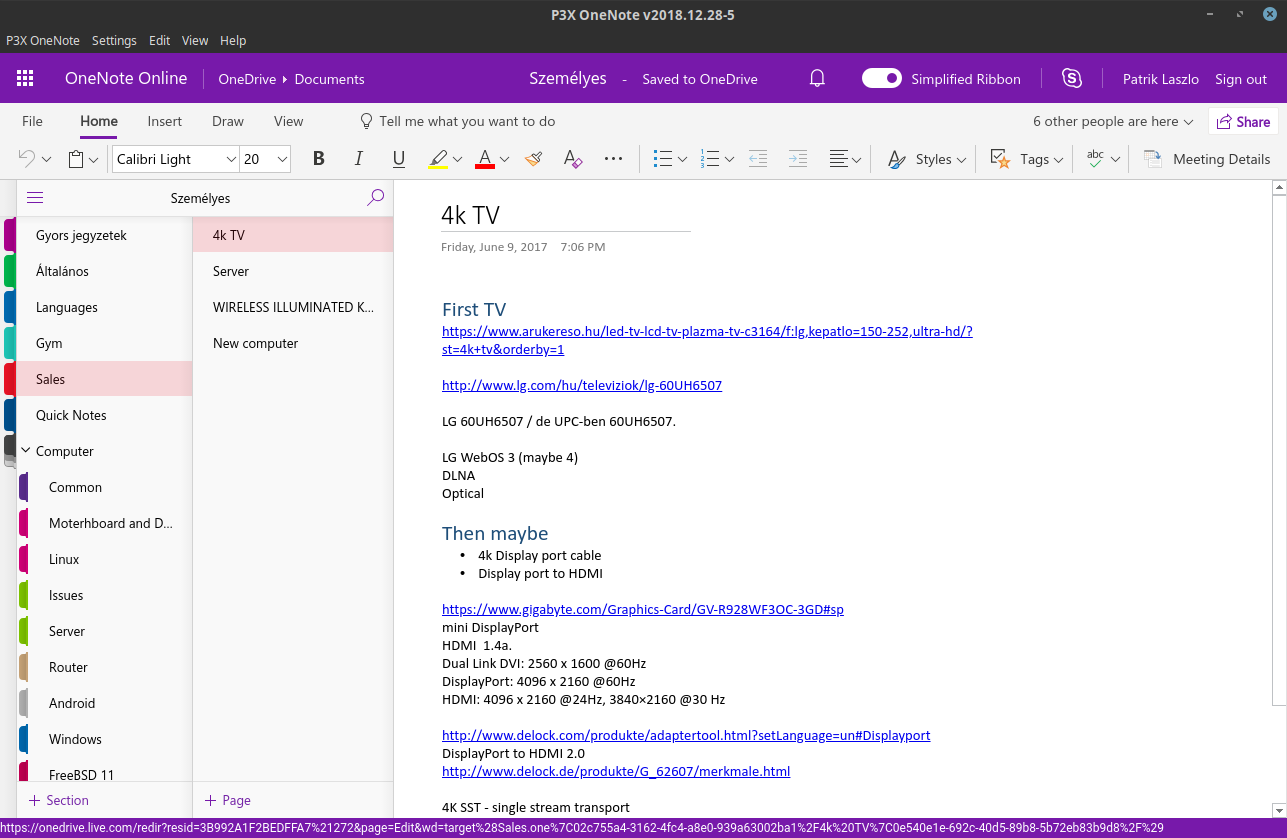 P3X OneNote v2018.12.28-5
P3X OneNote Settings Edit View Help
OneNote Online OneDrive Documents Személyes - Saved to OneDrive Simplified Ribbon Patrik Laszlo Sign out
File Home Insert Draw View Tell me what you want to do 6 other people are here Share
Calibri Light 20 B I U A A Styles Tags abc Meeting Details
Személyes
Gyors jegyzetek
Általános
Languages
Gym
Sales
Quick Notes
Computer
Common
Moterhboard and D...
Linux
Issues
Server
Router
Android
Windows
FreeBSD 11
+ Section
4k TV
Server
WIRELESS ILLUMINATED K...
New computer
+ Page
4k TV
Friday, June 9, 2017 7:06 PM
First TV
https://www.arukereso.hu/led-tv-lcd-tv-plazma-tv-c3164/f:lg,kepatlo=150-252,ultra-hd/?
st=4k+tv&orderby=1
http://www.lg.com/hu/televiziok/lg-60UH6507
LG 60UH6507 / de UPC-ben 60UH6507.
LG WebOS 3 (maybe 4)
DLNA
Optical
Then maybe
• 4k Display port cable
• Display port to HDMI
https://www.gigabyte.com/Graphics-Card/GV-R928WF3OC-3GD#sp
mini DisplayPort
HDMI 1.4a.
Dual Link DVI: 2560 x 1600 @60Hz
DisplayPort: 4096 x 2160 @60Hz
HDMI: 4096 x 2160 @24Hz, 3840×2160 @30 Hz
http://www.delock.com/produkte/adaptertool.html?setLanguage=un#Displayport
DisplayPort to HDMI 2.0
http://www.delock.de/produkte/G_62607/merkmale.html
4K SST - single stream transport
https://onedrive.live.com/redir?resid=3B992A1F2BEDFFA7%21272&page=Edit&wd=target%28Sales.one%7C02c755a4-3162-4fc4-a8e0-939a63002ba1%2F4k%20TV%7C0e540e1e-692c-40d5-89b8-5b72eb83b9d8%2F%29